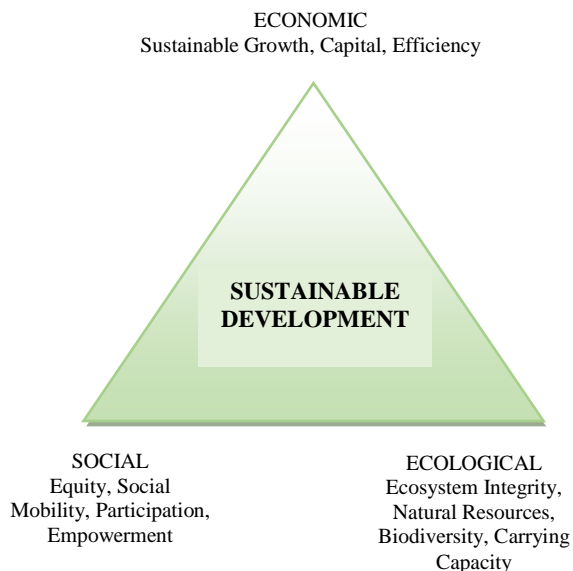 ECONOMIC
Sustainable Growth, Capital, Efficiency
SUSTAINABLE
DEVELOPMENT
SOCIAL
Equity, Social
Mobility, Participation,
Empowerment
ECOLOGICAL
Ecosystem Integrity,
Natural Resources,
Biodiversity, Carrying
Capacity